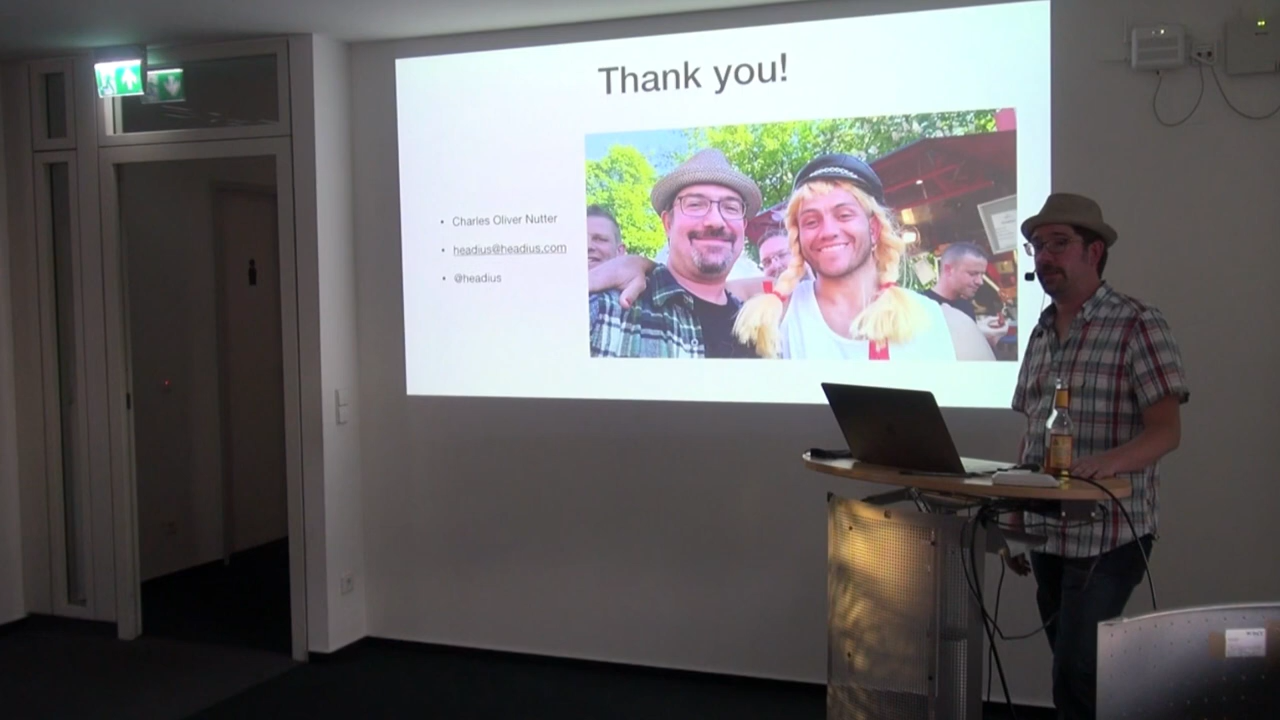 Thank you!
• Charles Oliver Nutter
• headius@headius.com
• @headius